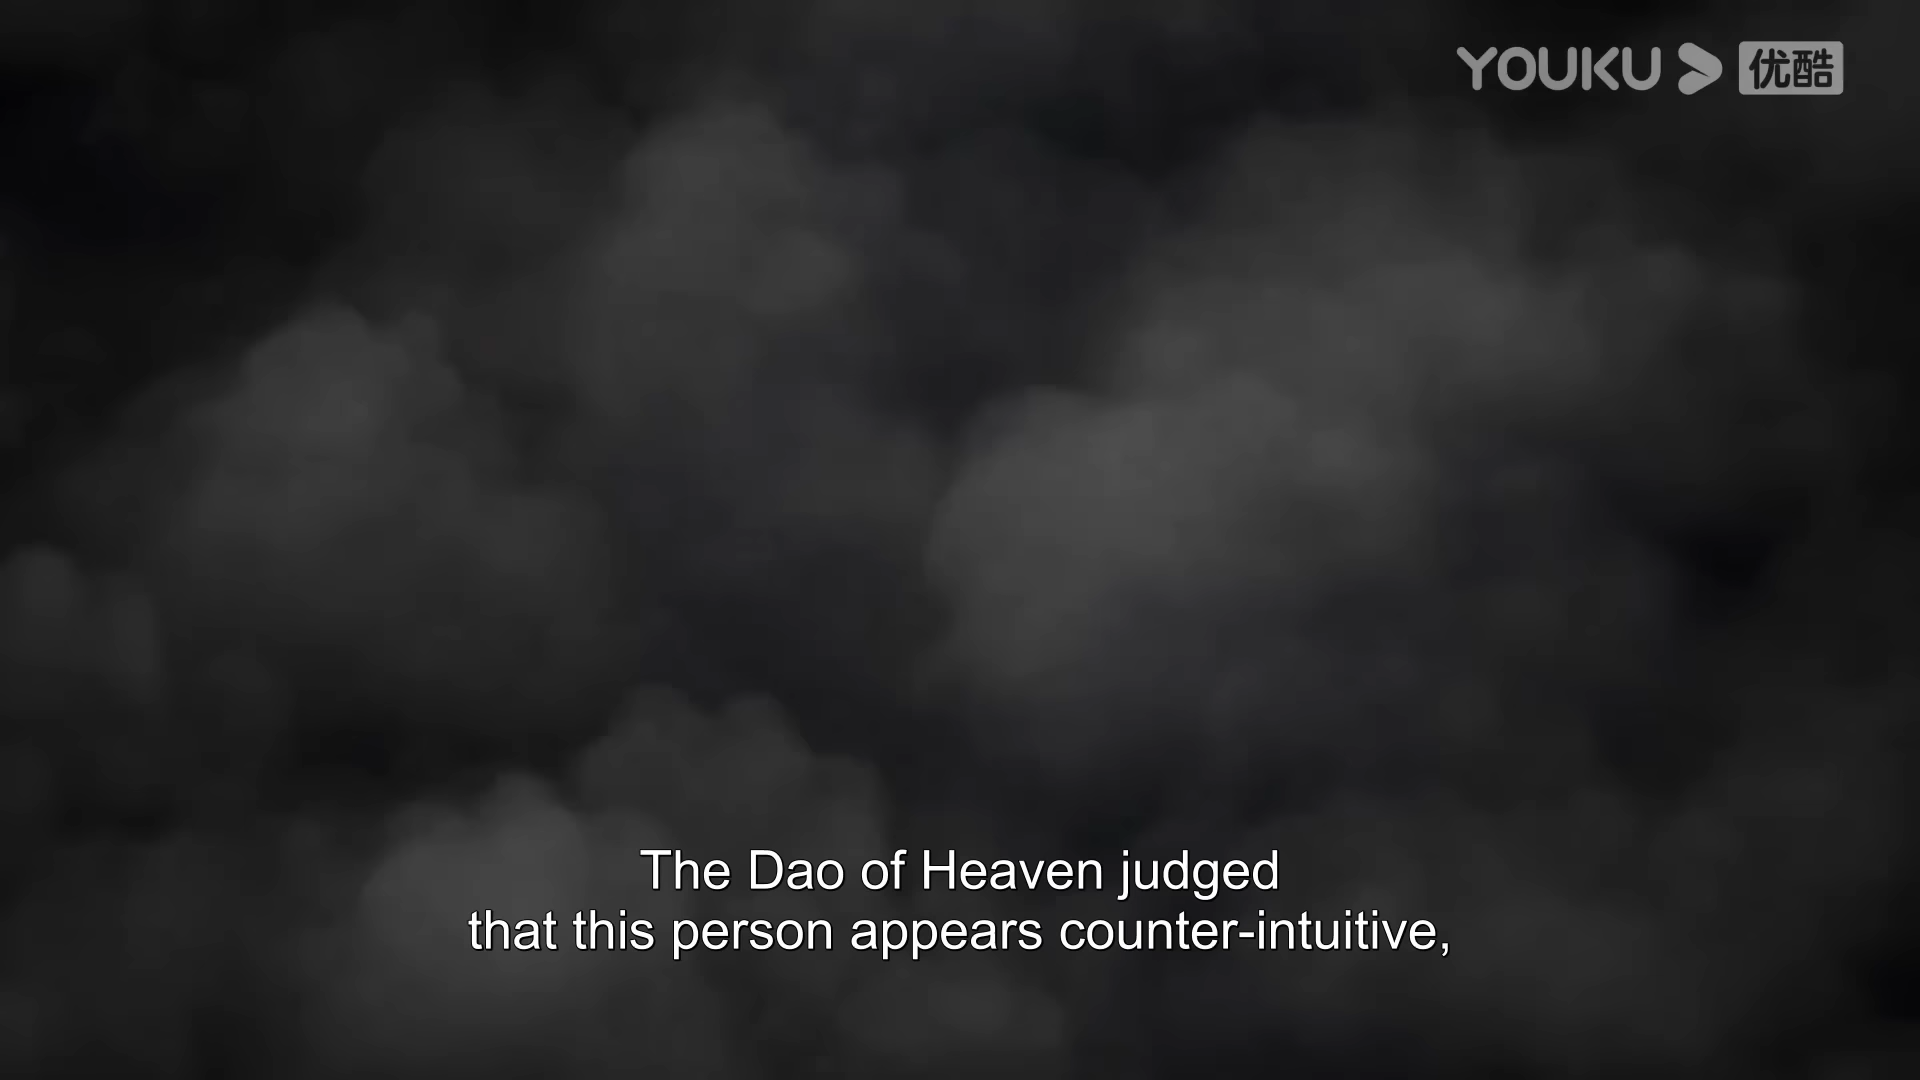 YOUKU 优酷
The Dao of Heaven judged
that this person appears counter-intuitive,